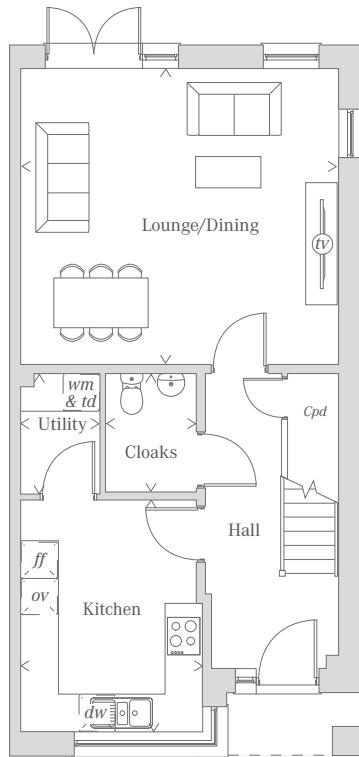 Lounge/Dining
tv
wm
& td
Utility
Cloaks
Cpd
Hall
ff
ov
Kitchen
dw